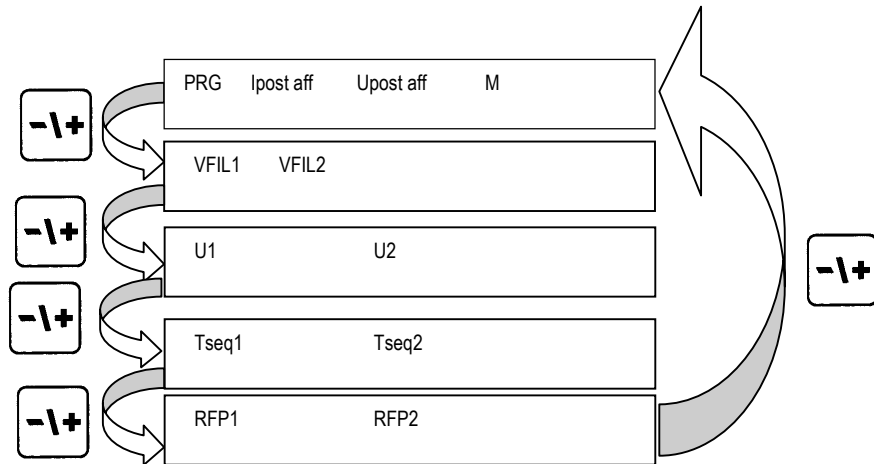 PRG Ipost aff Upost aff M
-\+
VFIL1 VFIL2
-\+
U1 U2
-\+
-\+
Tseq1 Tseq2
-\+
RFP1 RFP2